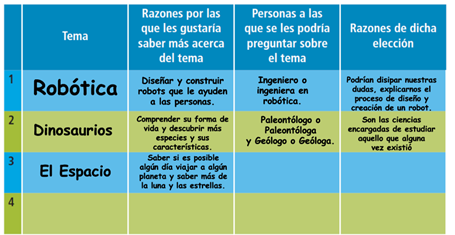 Tema
Razones por las
que les gustaría
saber más acerca
del tema
Personas a las
que se les podría
preguntar sobre
el tema
Razones de dicha
elección
1
Robótica
Diseñar y construir
robots que le ayuden
a las personas.
Ingeniero o
ingeniera en
robótica.
Podrían disipar nuestras
dudas, explicarnos el
proceso de diseño y
creación de un robot.
2
Dinosaurios
Comprender su forma de
vida y descubrir más
especies y sus
características.
Paleontólogo o
Paleontóloga
y Geólogo o Geóloga.
Son las ciencias
encargadas de estudiar
aquello que alguna
vez existió
3
El Espacio
Saber si es posible
algún día viajar a algún
planeta y saber más de
la luna y las estrellas.
4